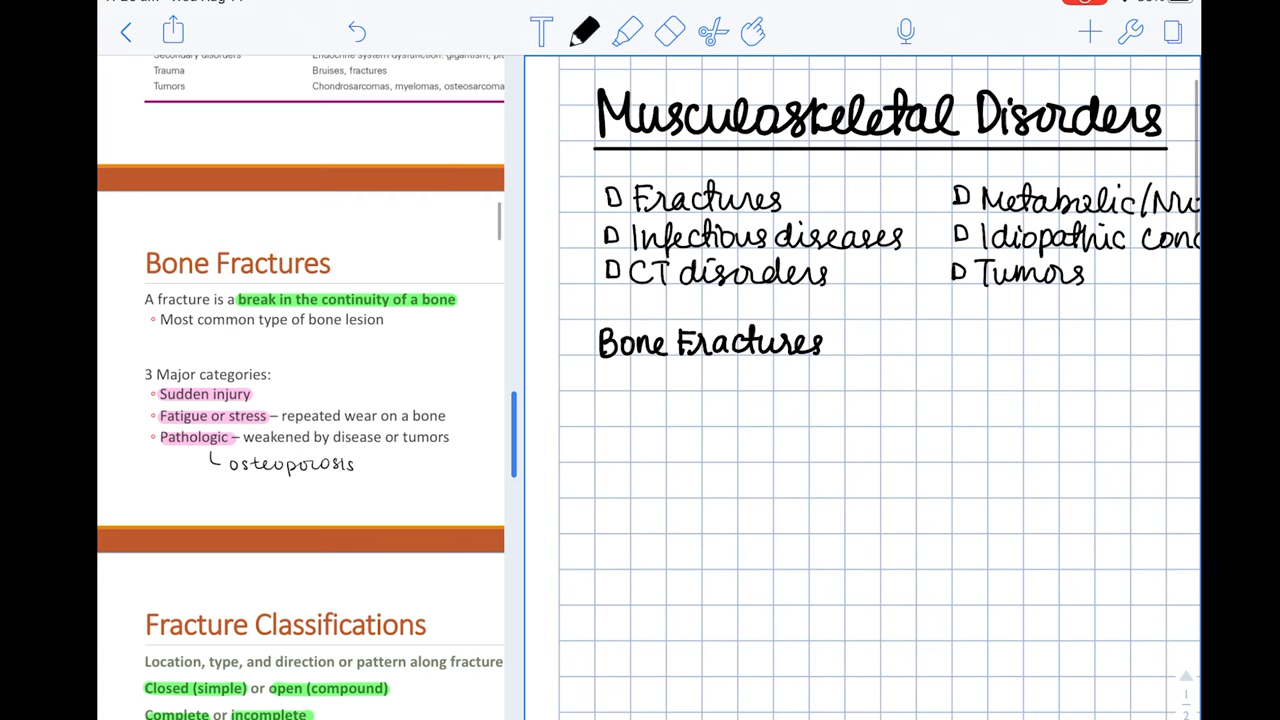 Trauma
Bruises, fractures
Tumors
Chondrosarcomas, myelomas, osteosarcoma
Bone Fractures
A fracture is a break in the continuity of a bone
◦ Most common type of bone lesion
3 Major categories:
◦ Sudden injury
◦ Fatigue or stress – repeated wear on a bone
◦ Pathologic – weakened by disease or tumors
osteoporosis
Fracture Classifications
Location, type, and direction or pattern along fracture
Closed (simple) or open (compound)
Complete or incomplete
Musculoskeletal Disorders
Fractures
Infectious diseases
CT disorders
Metabolic/Nu
Idiopathic con
Tumors
Bone Fractures